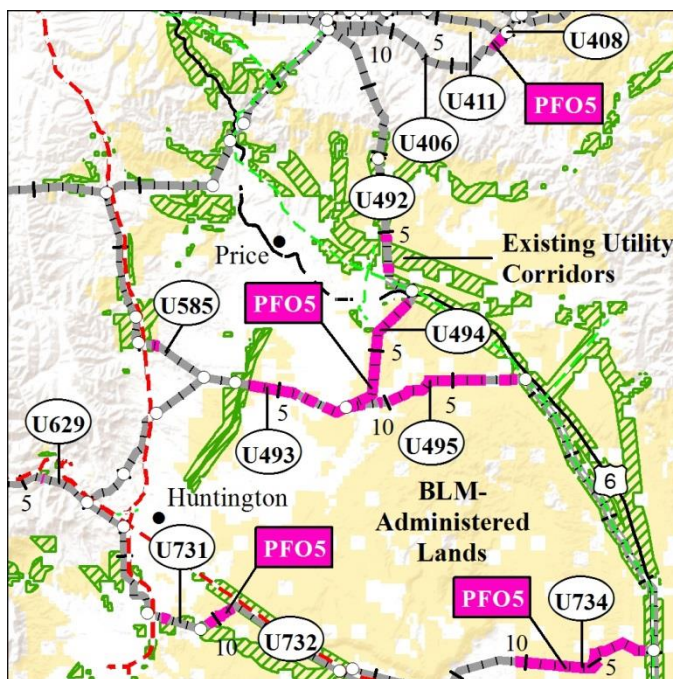 10
5
U408
U411
PFO5
U406
U492
5
Price
Existing Utility
Corridors
PFO5
U585
U494
5
5
10
5
U493
U495
U629
5
6
Huntington
BLM-
Administered
Lands
U731
PFO5
10
U732
PFO5
U734
10
5